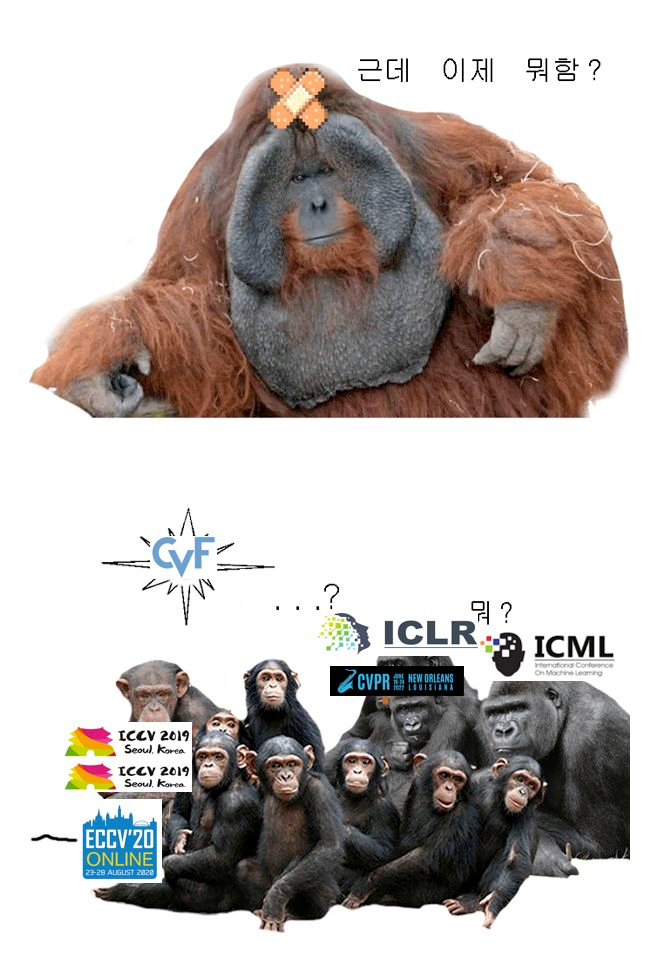 근데 이제 뭐함?
CVF
...?
뭐?
ICLR
ICML
International Conference
On Machine Learning
CVPR JUNE 19-24 2022 NEW ORLEANS LOUISIANA
ICCV 2019
Seoul, Korea
ICCV 2019
Seoul, Korea
ECCV'20
ONLINE
23-28 AUGUST 2020